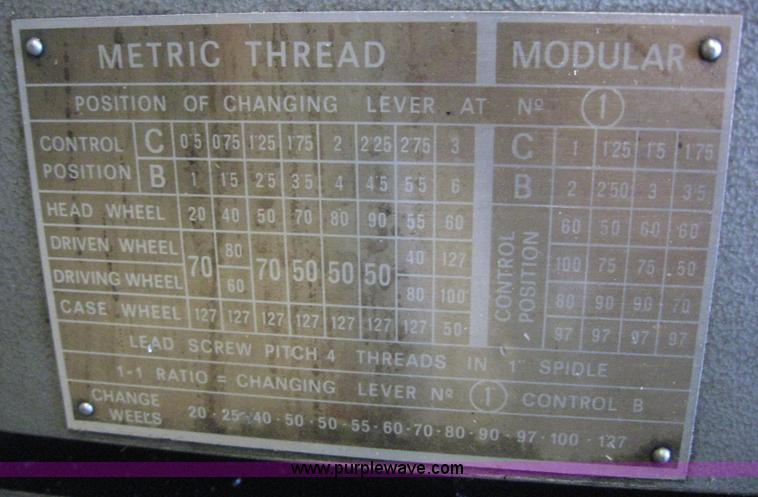 METRIC THREAD MODULAR
POSITION OF CHANGING LEVER AT Nº 1
CONTROL POSITION C 0'5 0'75 1'25 1'75 2 2'25 2'75 3 C 1 1'25 1'5 1.75
B 1 1'5 2'5 3'5 4 4'5 5'5 6 B 2 2'50 3 3'5
HEAD WHEEL 20 40 50 70 80 90 55 60 CONTROL POSITION 60 50 60 60
DRIVEN WHEEL 70 80 70 50 50 50 40 127 100 75 75 50
DRIVING WHEEL 60 80 100 80 90 90 70
CASE WHEEL 127 127 127 127 127 127 127 50 97 97 97 97
LEAD SCREW PITCH 4 THREADS IN 1" SPIDLE
1-1 RATIO = CHANGING LEVER Nº 1 CONTROL B
CHANGE WEELS 20 · 25 · 40 · 50 · 50 · 55 · 60 · 70 · 80 · 90 · 97 · 100 · 127
www.purplewave.com